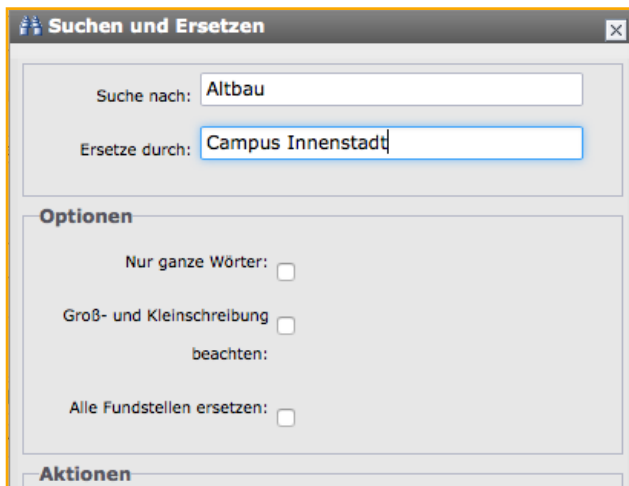 Suchen und Ersetzen
Suche nach: Altbau
Ersetze durch: Campus Innenstadt
Optionen
Nur ganze Wörter:
Groß- und Kleinschreibung
beachten:
Alle Fundstellen ersetzen:
Aktionen